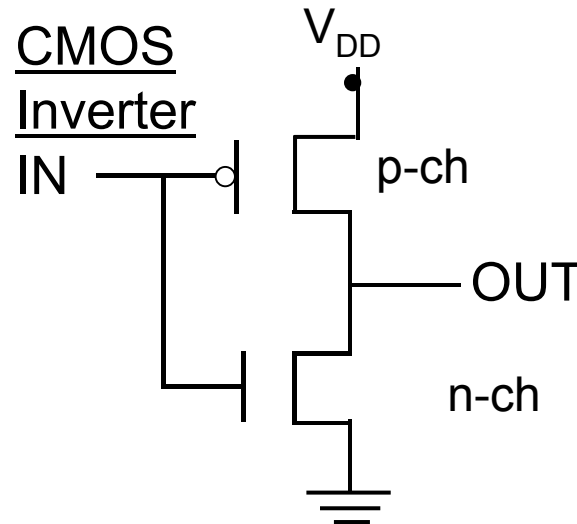 CMOS
Inverter
V_DD
IN
p-ch
OUT
n-ch